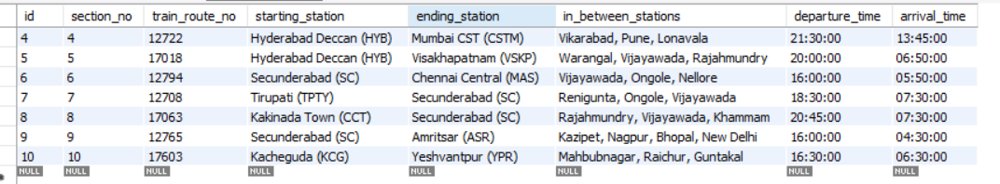 id section_no train_route_no starting_station ending_station in_between_stations departure_time arrival_time
4 4 12722 Hyderabad Deccan (HYB) Mumbai CST (CSTM) Vikarabad, Pune, Lonavala 21:30:00 13:45:00
5 5 17018 Hyderabad Deccan (HYB) Visakhapatnam (VSKP) Warangal, Vijayawada, Rajahmundry 20:00:00 06:50:00
6 6 12794 Secunderabad (SC) Chennai Central (MAS) Vijayawada, Ongole, Nellore 16:00:00 05:50:00
7 7 12708 Tirupati (TPTY) Secunderabad (SC) Renigunta, Ongole, Vijayawada 18:30:00 07:30:00
8 8 17063 Kakinada Town (CCT) Secunderabad (SC) Rajahmundry, Vijayawada, Khammam 20:45:00 07:30:00
9 9 12765 Secunderabad (SC) Amritsar (ASR) Kazipet, Nagpur, Bhopal, New Delhi 16:00:00 04:30:00
10 10 17603 Kacheguda (KCG) Yeshvantpur (YPR) Mahbubnagar, Raichur, Guntakal 16:30:00 06:30:00
NULL NULL NULL NULL NULL NULL NULL NULL